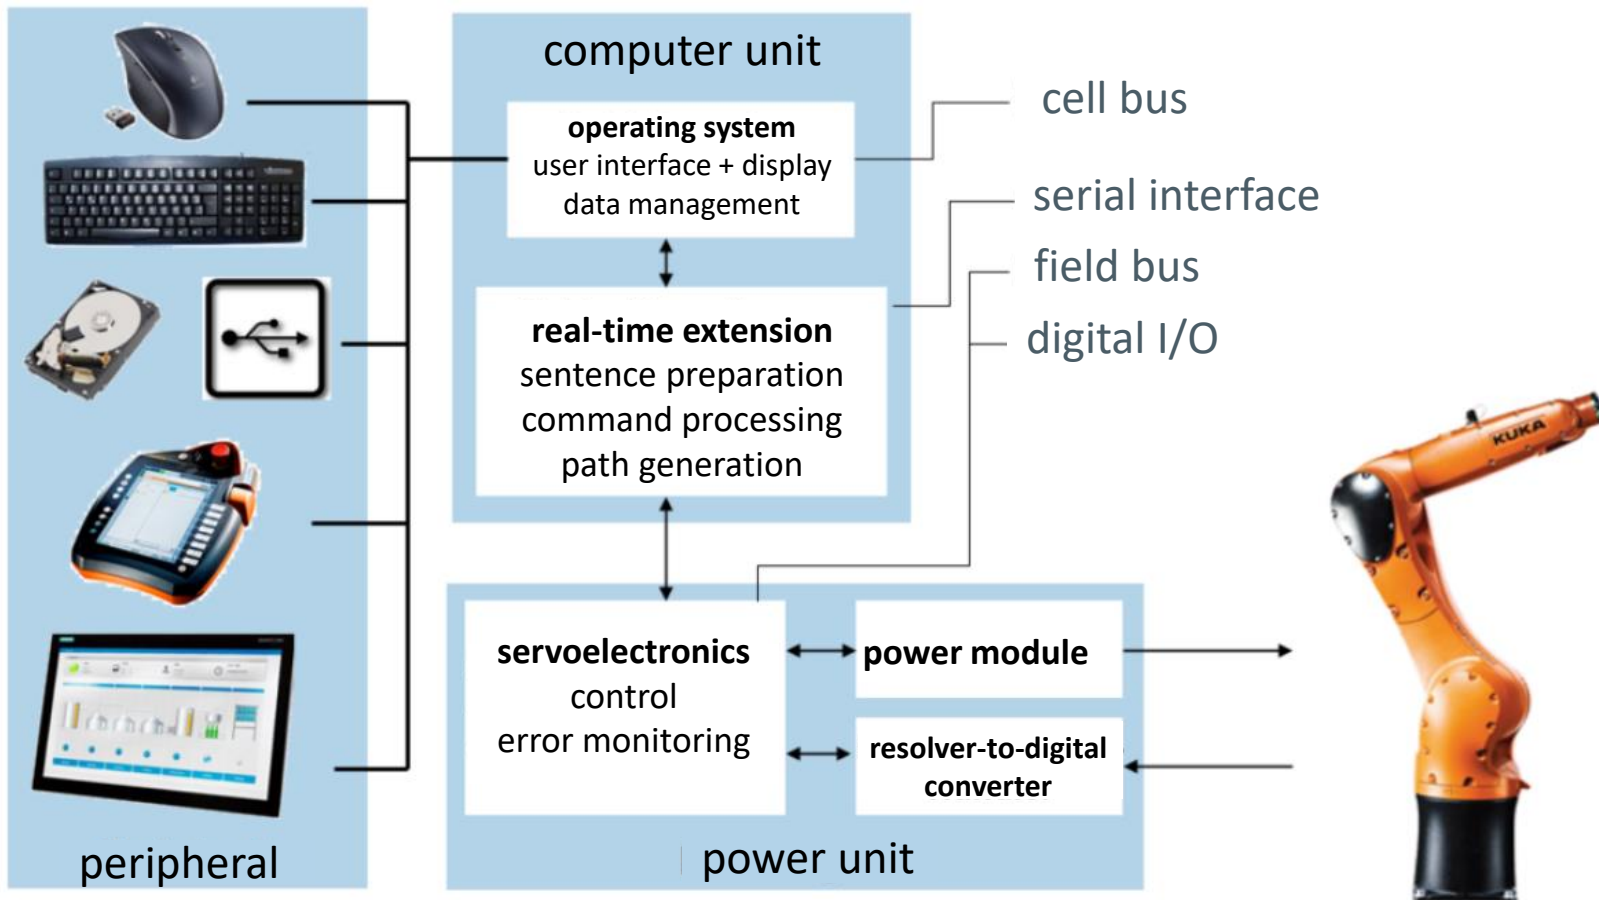 computer unit
operating system
user interface + display
data management
real-time extension
sentence preparation
command processing
path generation
cell bus
serial interface
field bus
digital I/O
KUKA
servoelectronics
control
error monitoring
power module
resolver-to-digital
converter
power unit
peripheral